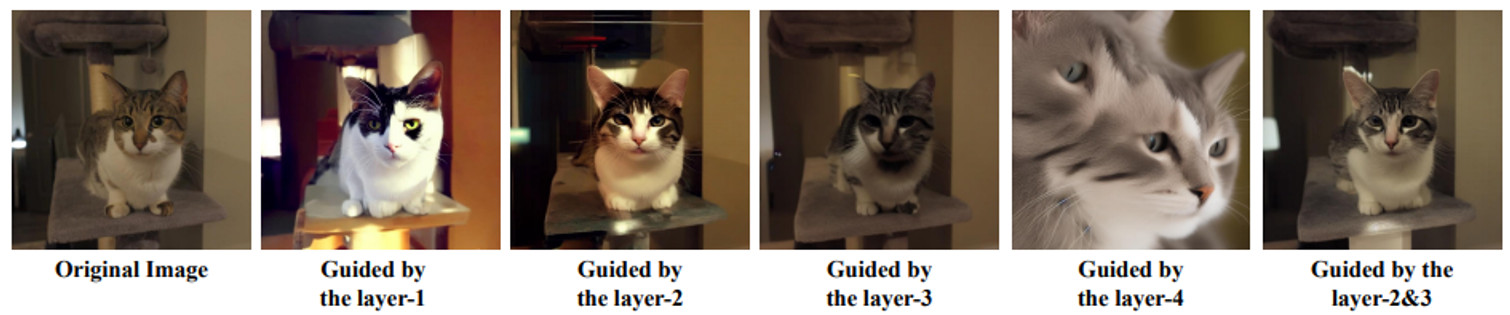 Original Image
Guided by
the layer-1
Guided by
the layer-2
Guided by
the layer-3
Guided by
the layer-4
Guided by the
layer-2&3